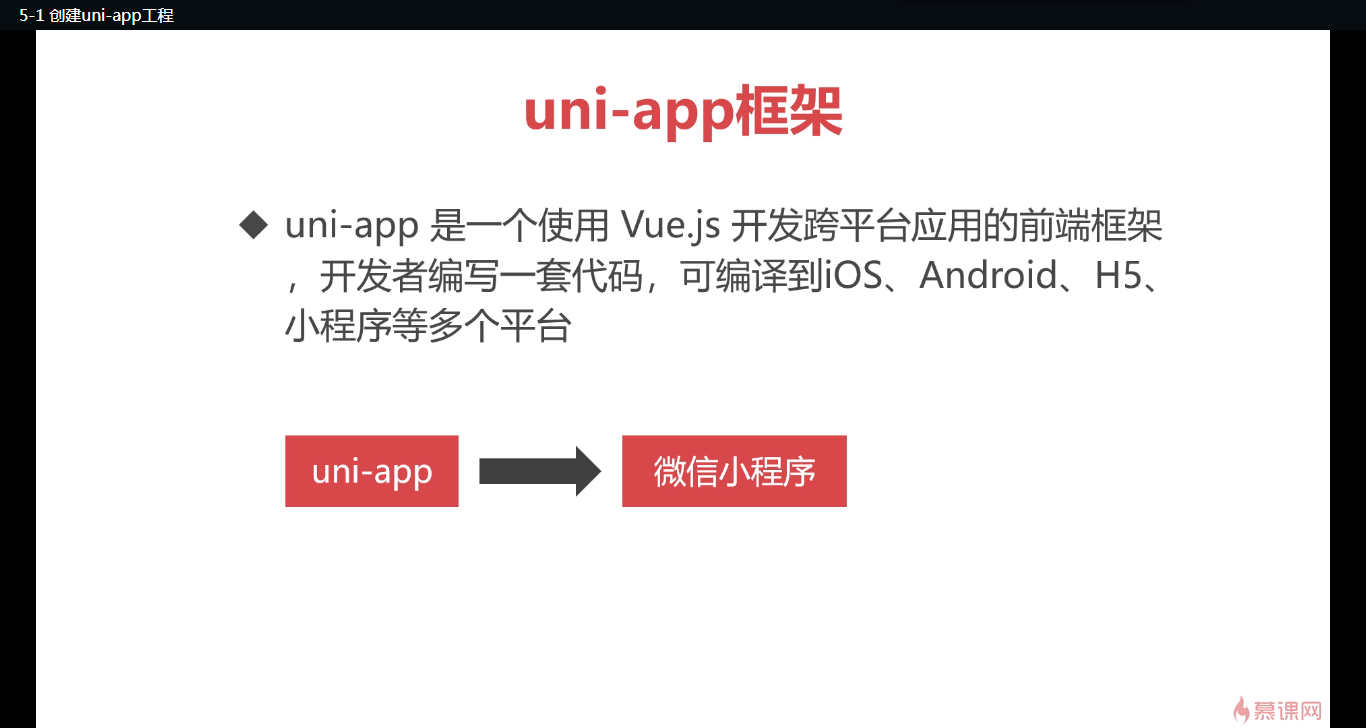 5-1 创建uni-app工程
uni-app框架
uni-app 是一个使用 Vue.js 开发跨平台应用的前端框架
，开发者编写一套代码，可编译到iOS、Android、H5、
小程序等多个平台
uni-app
微信小程序
慕课网